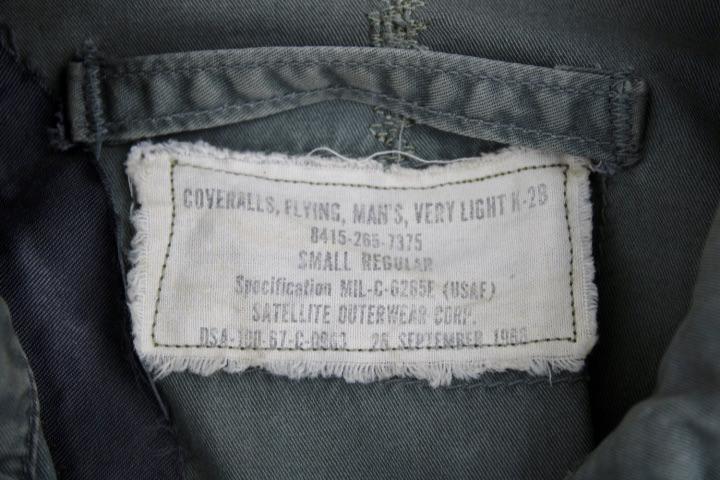 COVERALLS, FLYING, MAN'S, VERY LIGHT K-2B
8415-265-7375
SMALL REGULAR
Specification MIL-C-6265E (USAF)
SATELLITE OUTERWEAR CORP.
DSA-100-67-C-0963 26 SEPTEMBER 1966